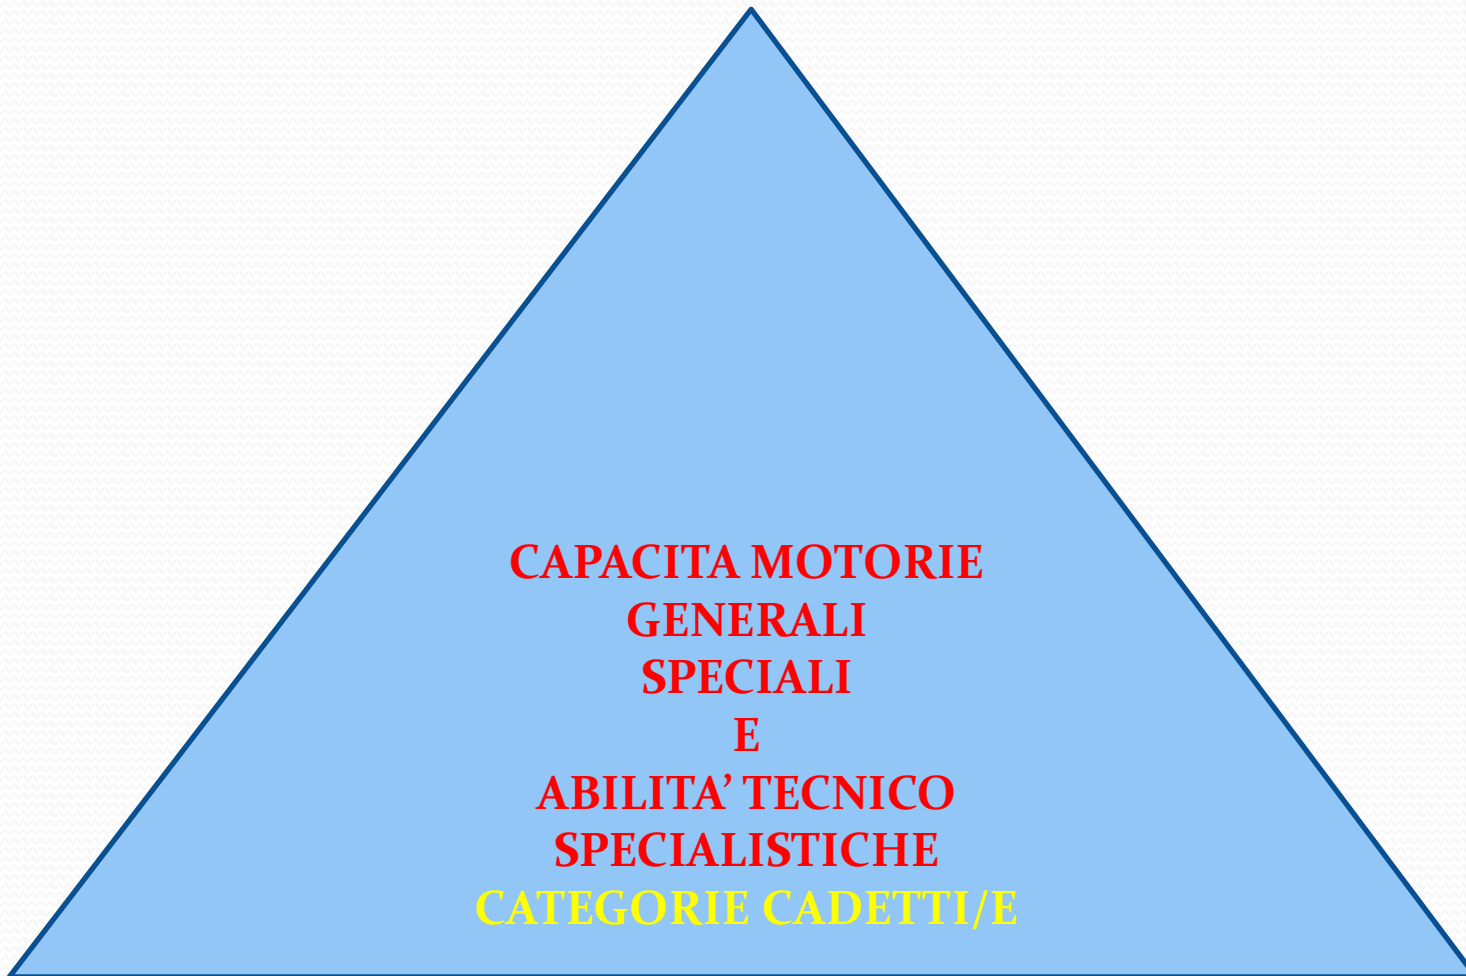 CAPACITA MOTORIE
GENERALI
SPECIALI
E
ABILITA’ TECNICO
SPECIALISTICHE
CATEGORIE CADETTI/E